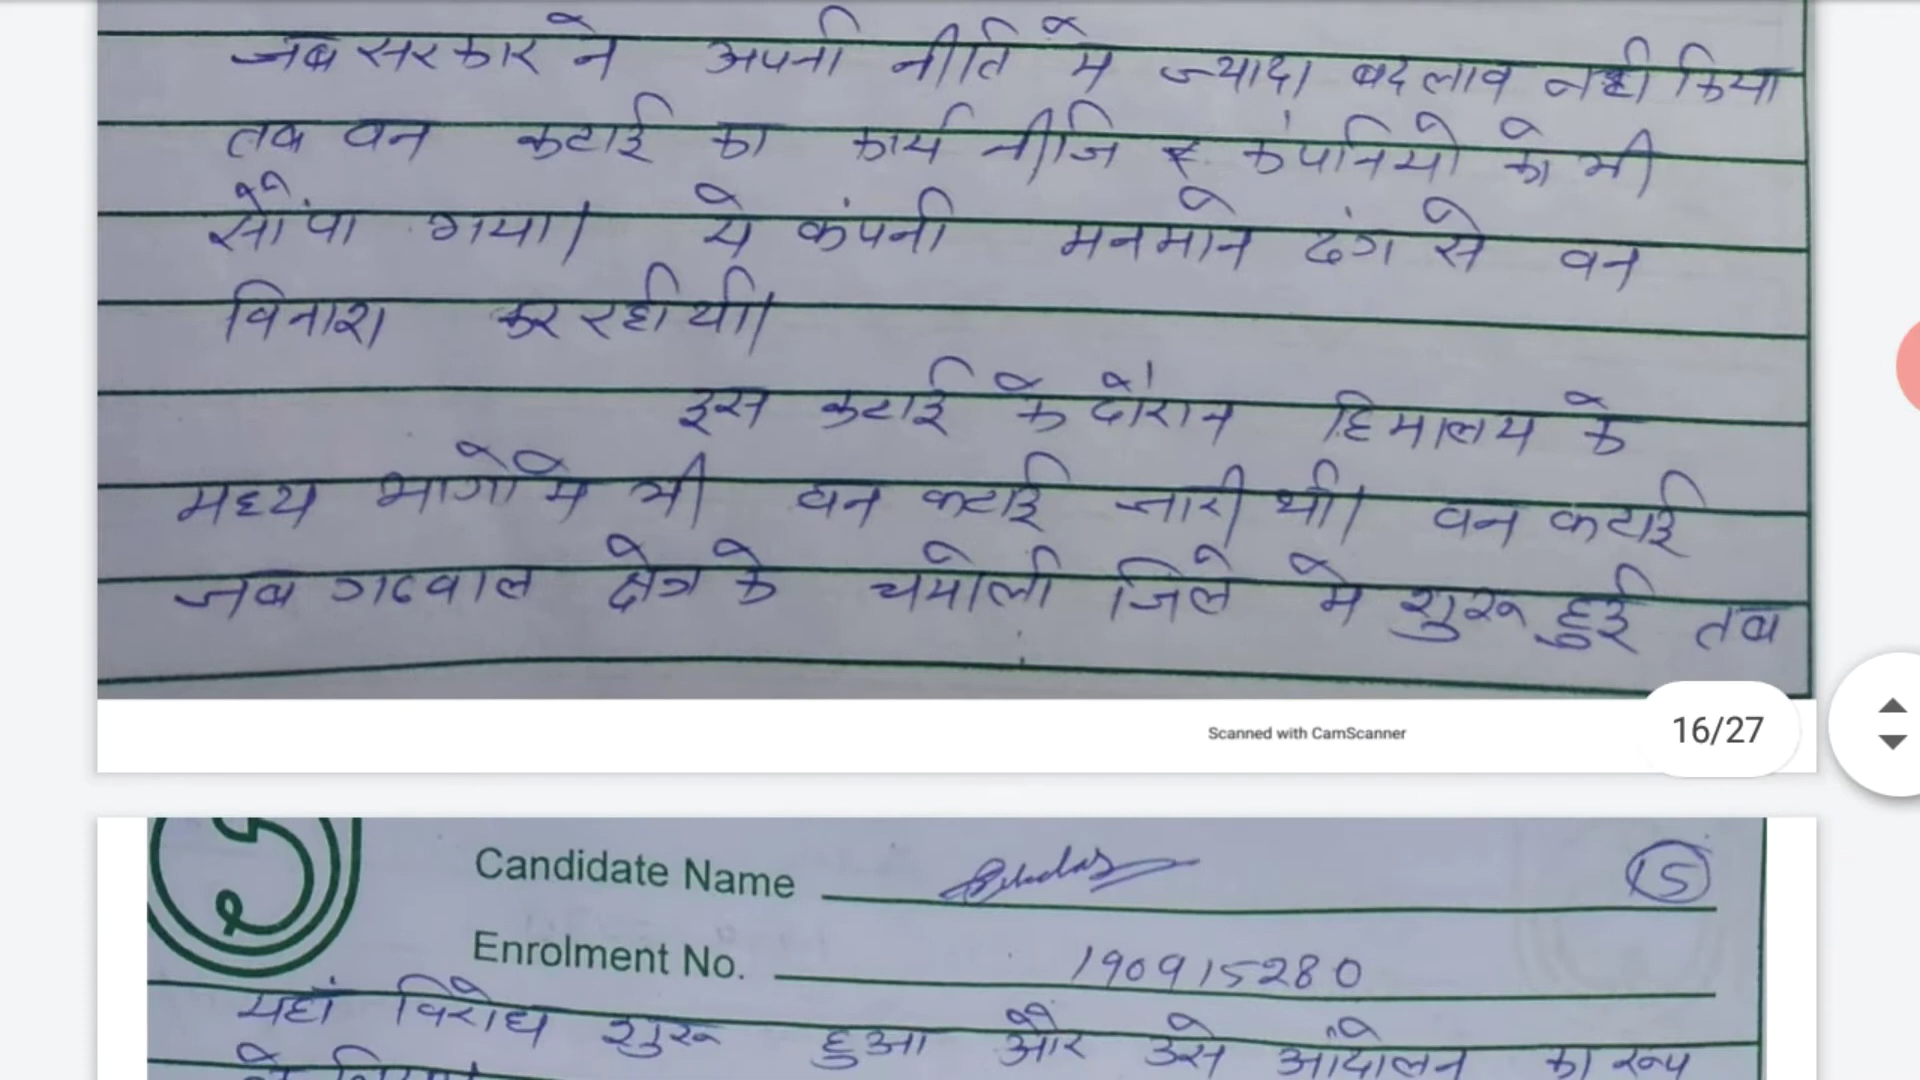 जब सरकार ने अपनी नीति मे ज्यादा बदलाव नही किया
तब वन कटाई का कार्य नीजि कंपनियो को भी
सौंपा गया। ये कंपनी मनमाने ढंग से वन
विनाश कर रही थी।
इस कटाई के दौरान हिमालय के
मध्य भागो मे भी वन कटाई जारी थी। वन कटाई
जब गढवाल क्षेत्र के चमोली जिले मे शुरू हुई तब
Scanned with CamScanner
16/27
Candidate Name
15
Enrolment No. 190915280
यहां विरोध शुरू हुआ और उसे आंदोलन का रूप